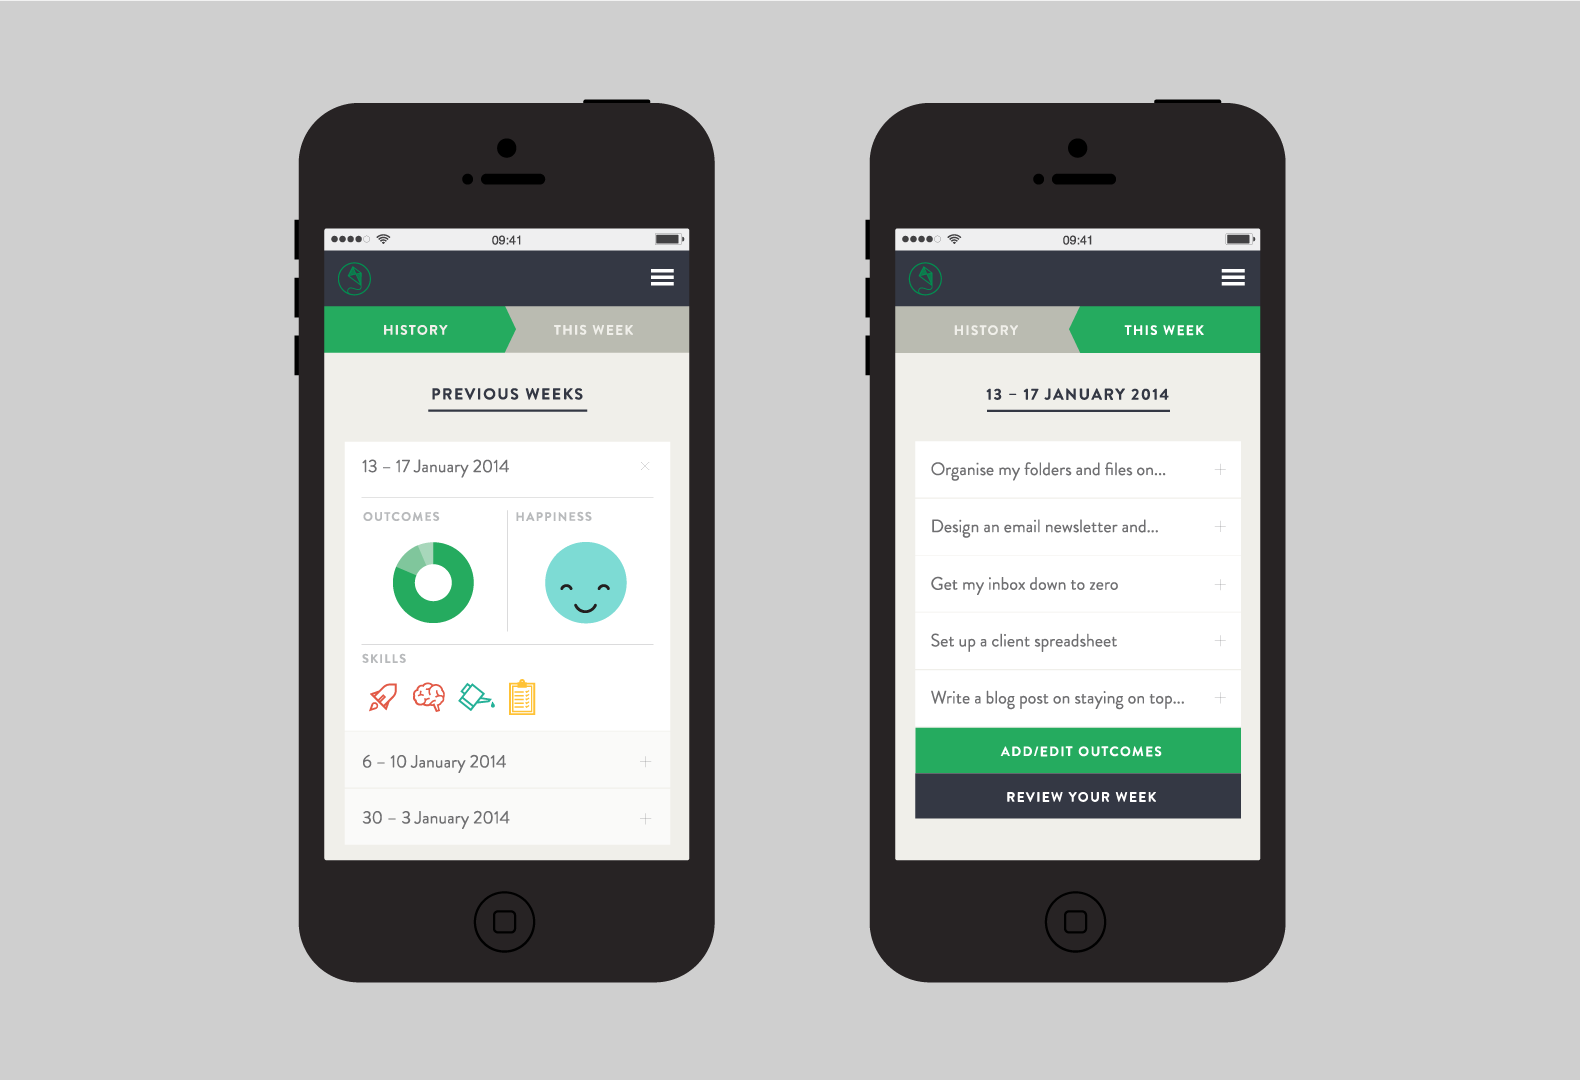 09:41
HISTORY
THIS WEEK
PREVIOUS WEEKS
13 – 17 January 2014
OUTCOMES
HAPPINESS
SKILLS
6 – 10 January 2014
30 – 3 January 2014
09:41
HISTORY
THIS WEEK
13 – 17 JANUARY 2014
Organise my folders and files on...
Design an email newsletter and...
Get my inbox down to zero
Set up a client spreadsheet
Write a blog post on staying on top...
ADD/EDIT OUTCOMES
REVIEW YOUR WEEK